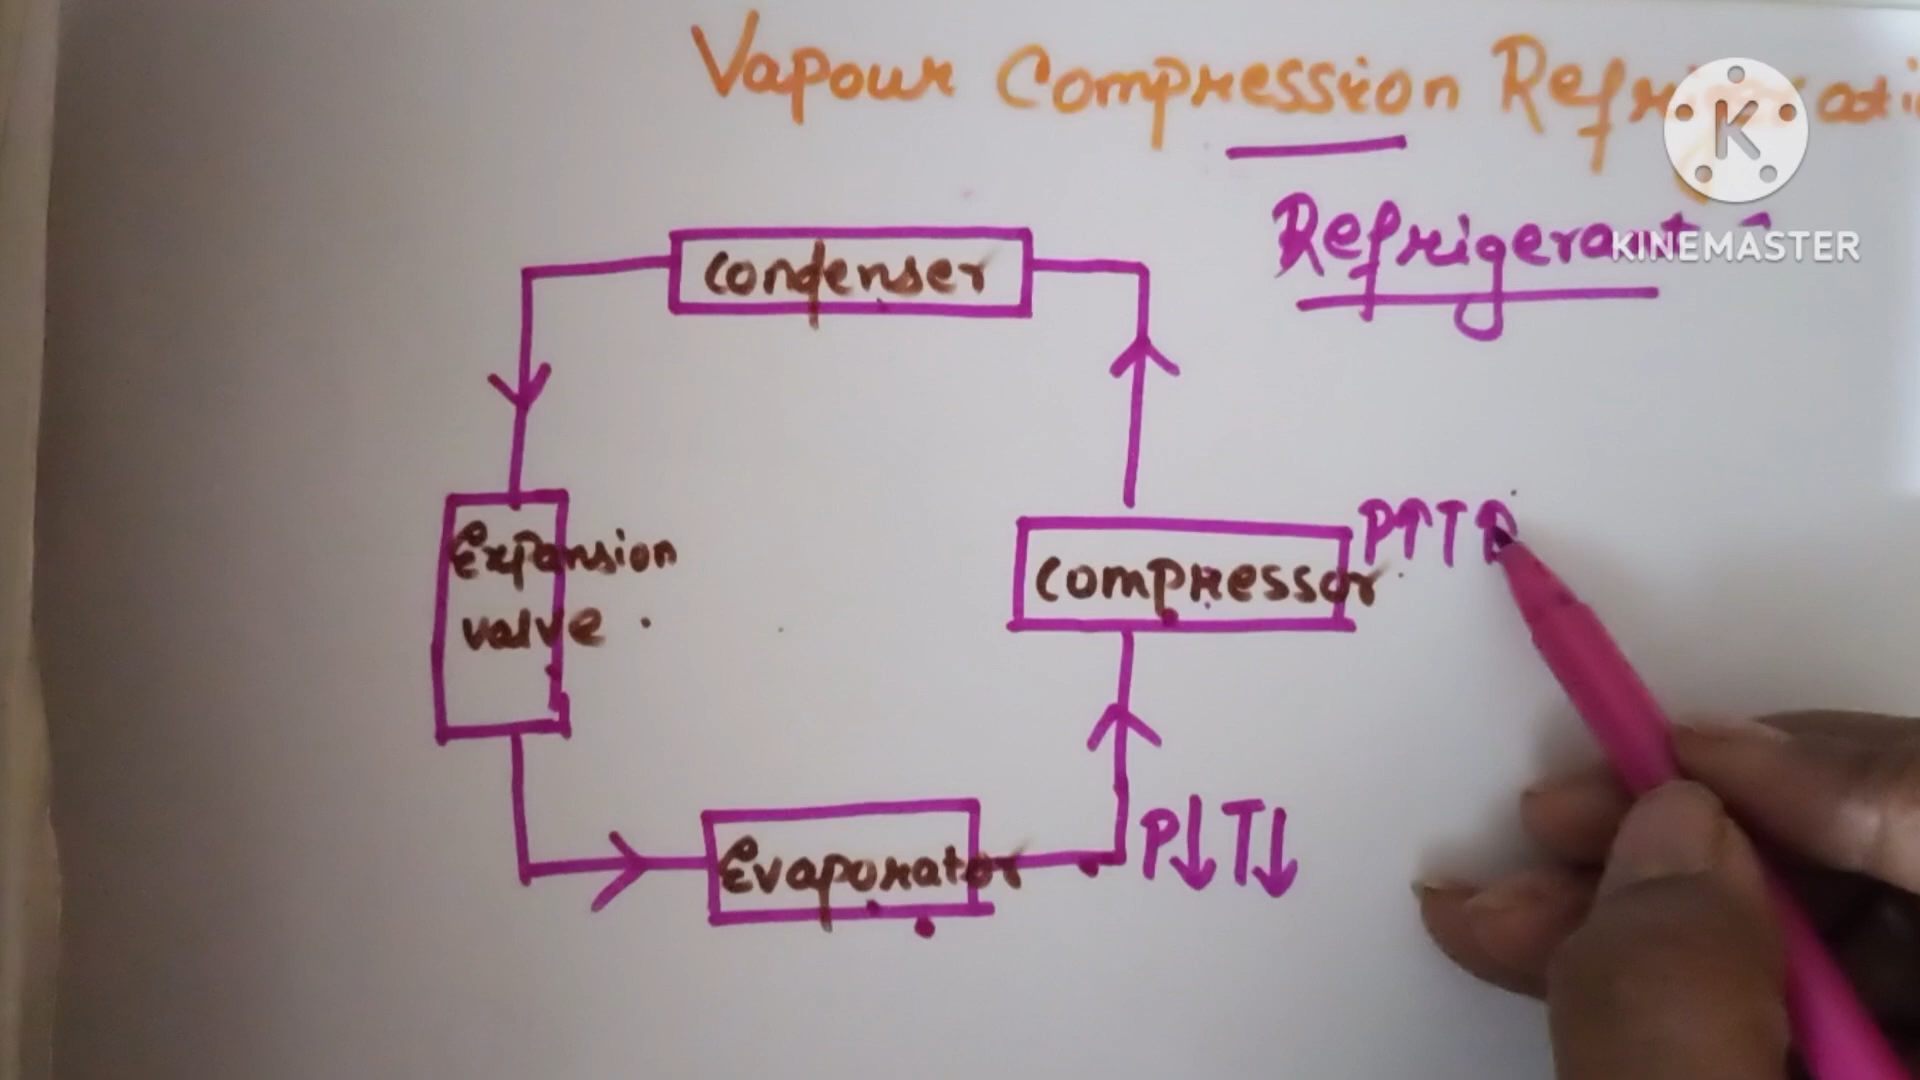 Vapour Compression
K
Refrigerant
KINEMASTER
Condenser
Expansion
valve
Compressor
P↑T↑
Evaporator
P↓T↓